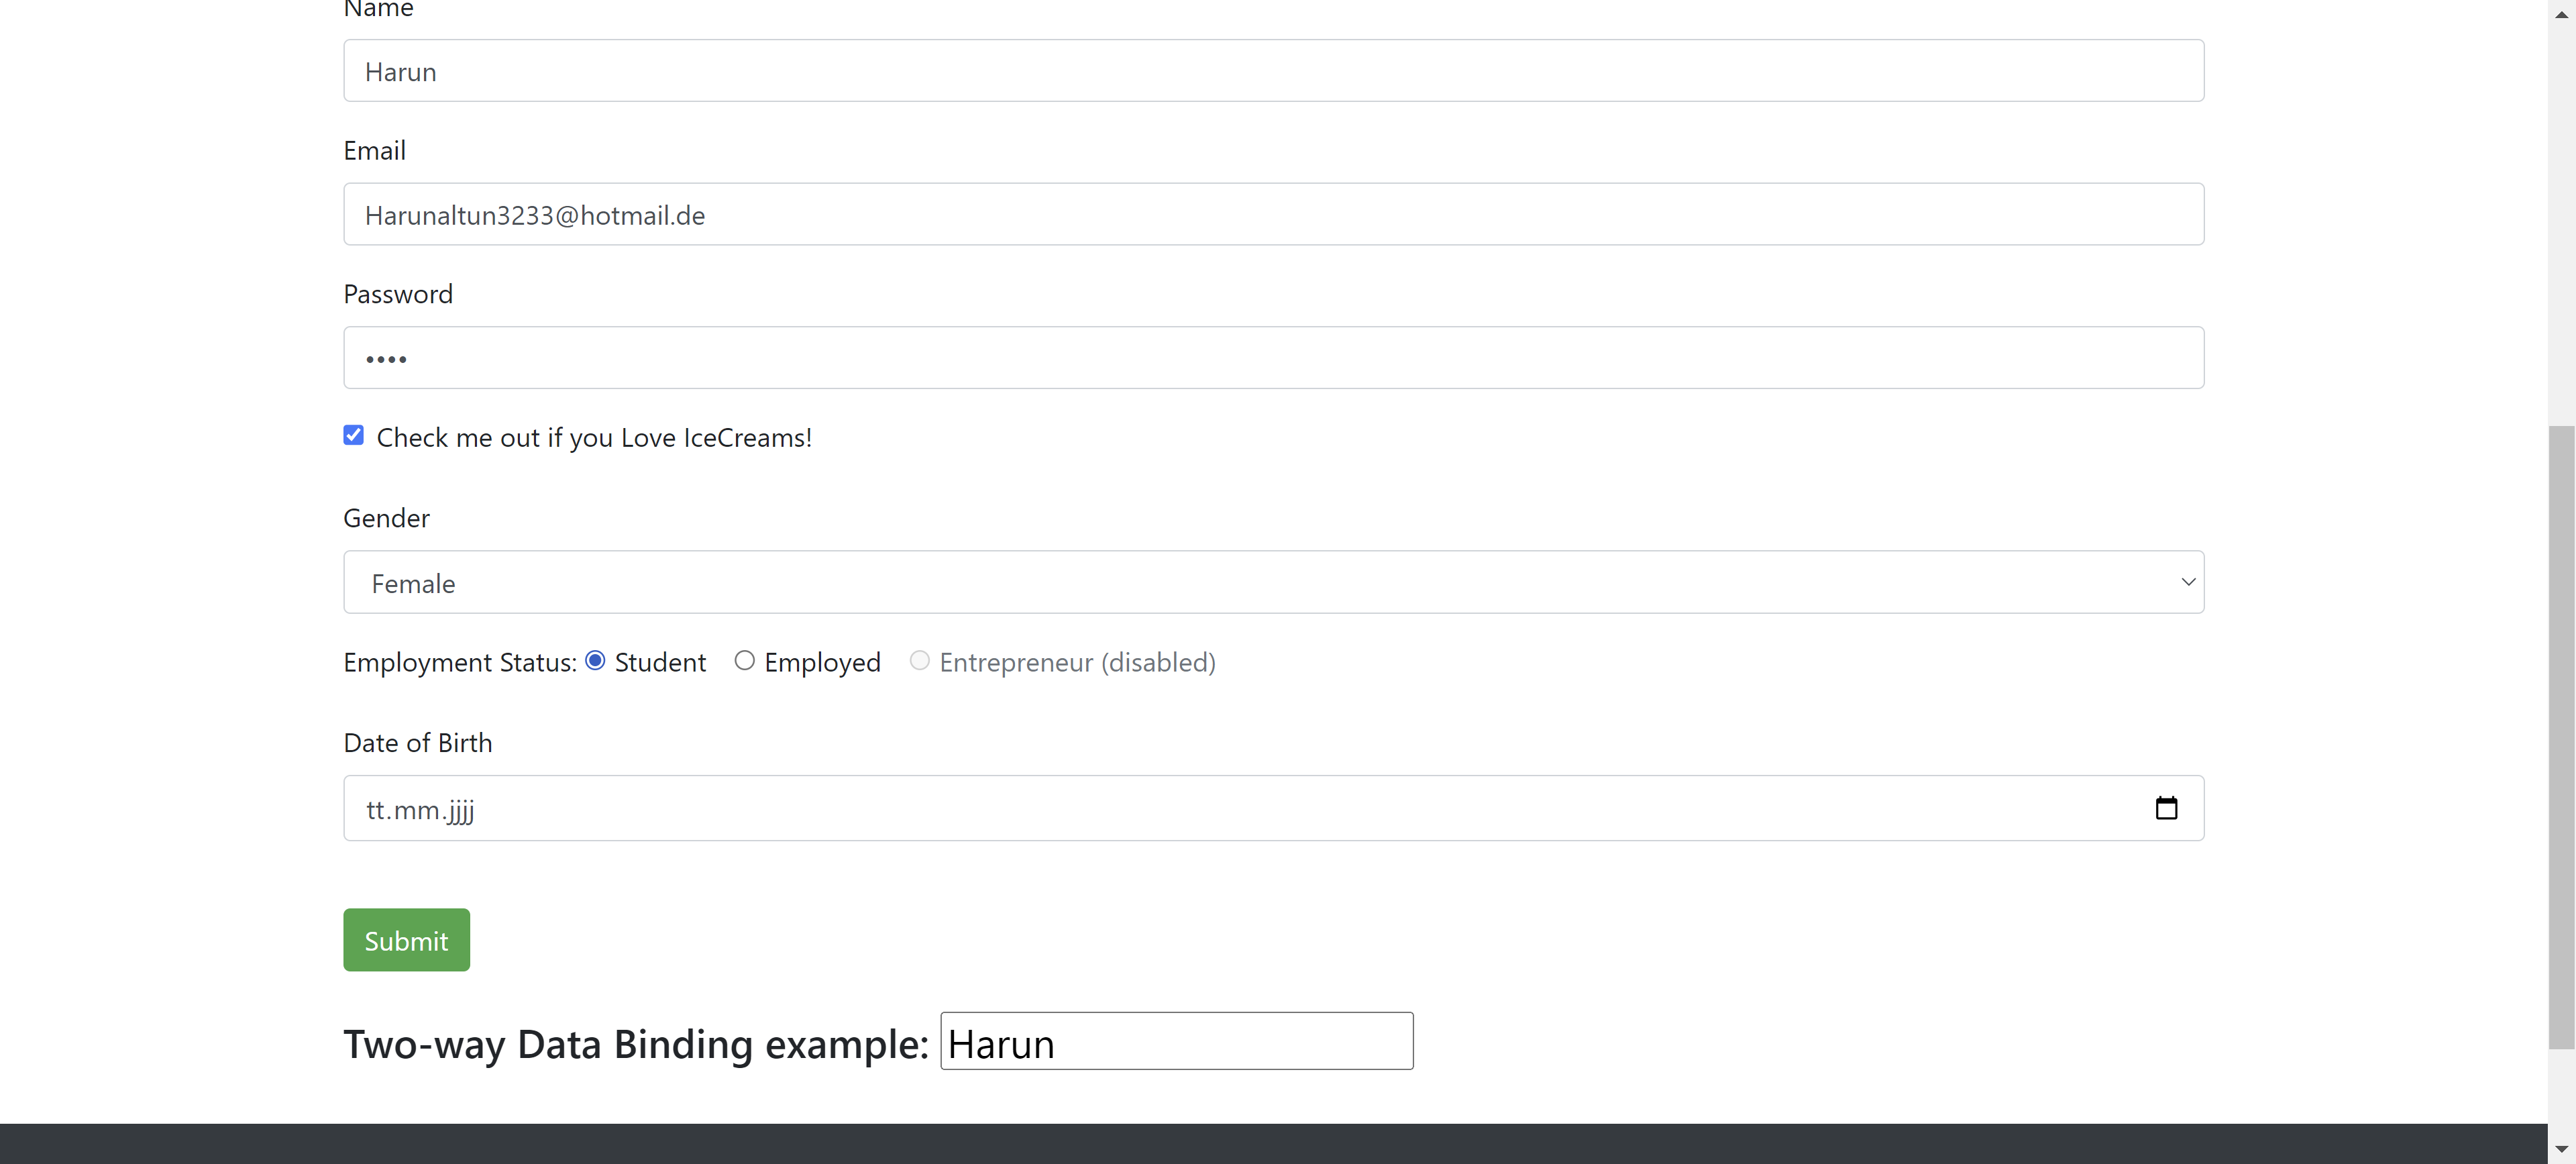 Name
Harun
Email
Harunaltun3233@hotmail.de
Password
••••
Check me out if you Love IceCreams!
Gender
Female
Employment Status: Student Employed Entrepreneur (disabled)
Date of Birth
tt.mm.jjjj
Submit
Two-way Data Binding example: Harun